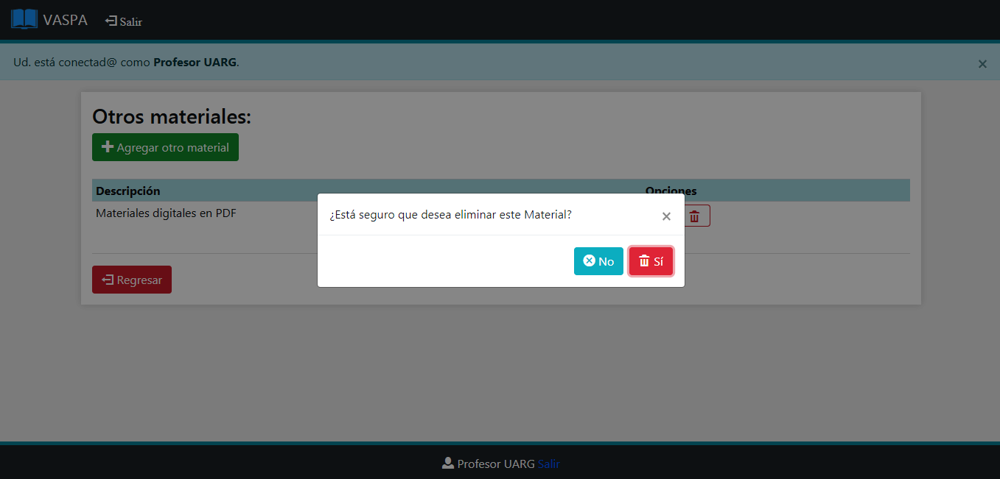 VASPA Salir
Ud. está conectad@ como Profesor UARG.
Otros materiales:
Agregar otro material
Descripción Opciones
Materiales digitales en PDF
¿Está seguro que desea eliminar este Material?
No Sí
Regresar
Profesor UARG Salir